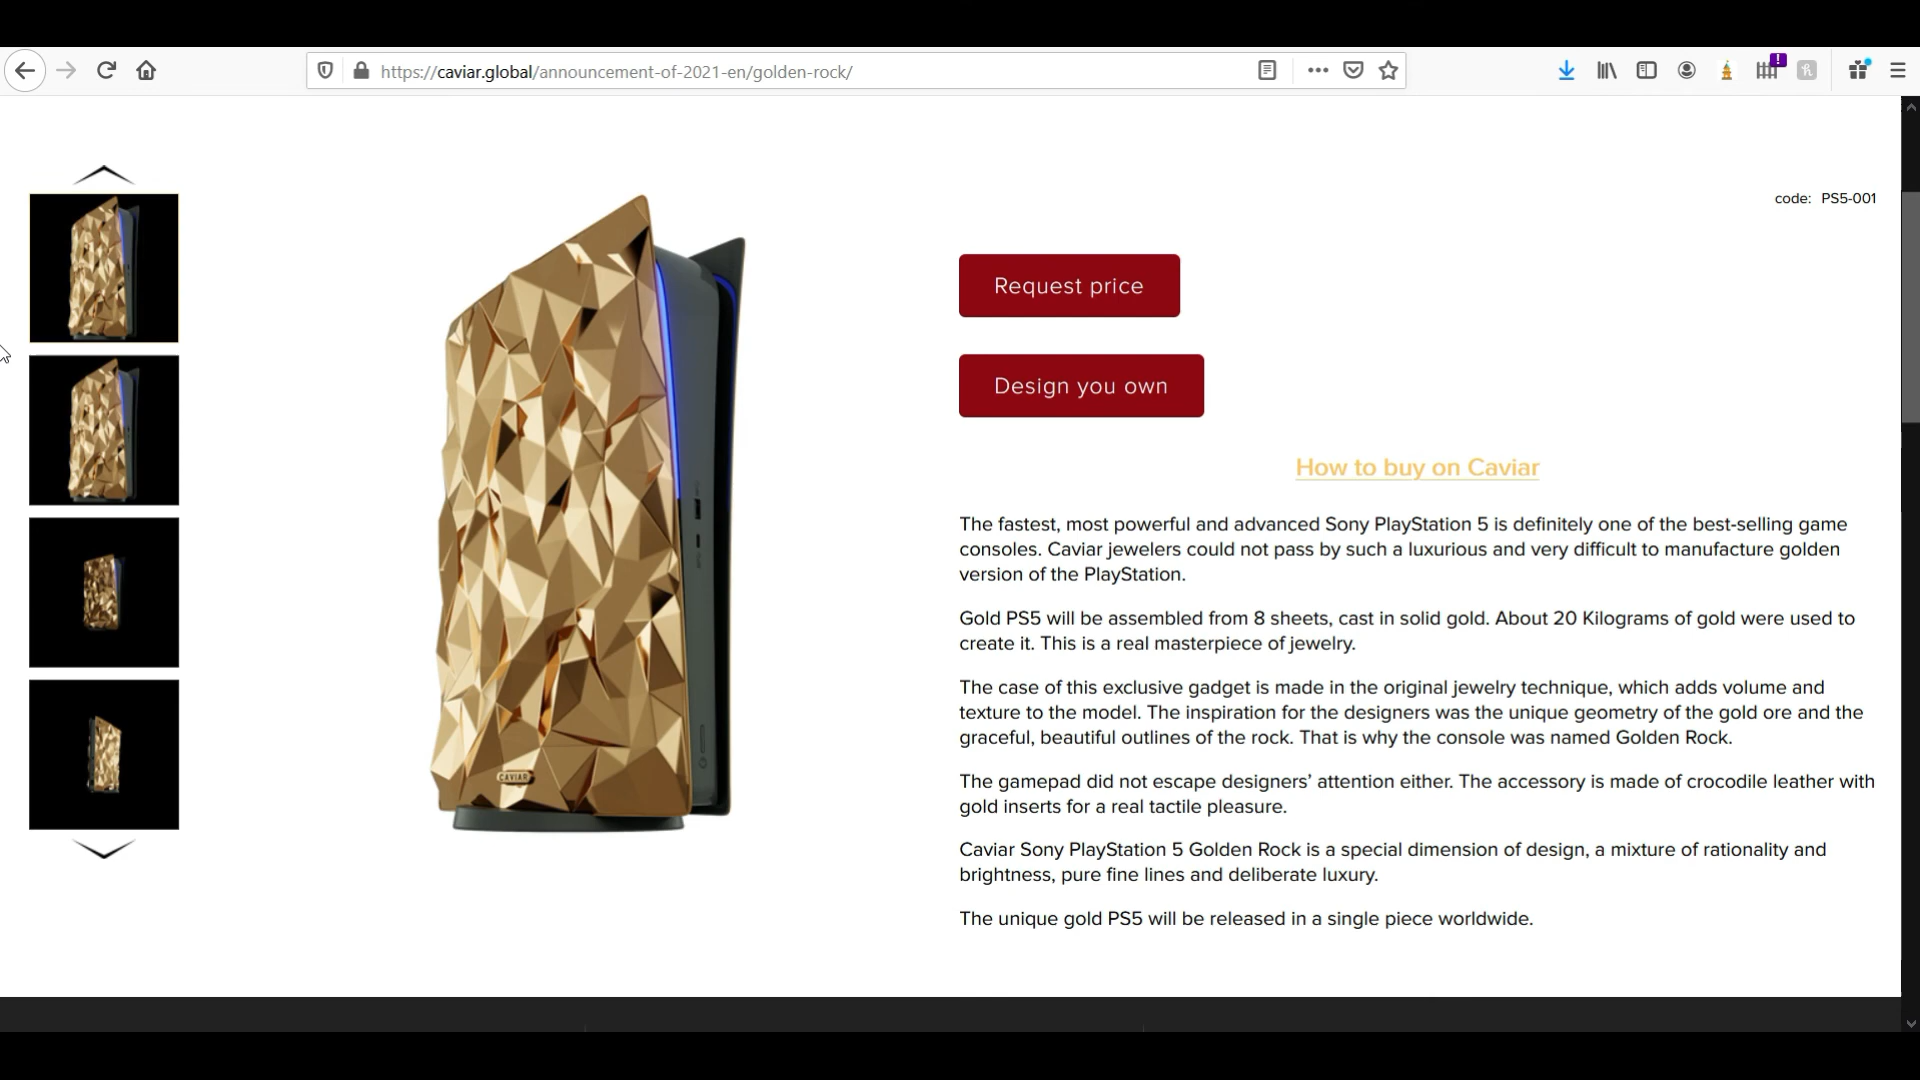 https://caviar.global/announcement-of-2021-en/golden-rock/
code: PS5-001
Request price
Design you own
How to buy on Caviar
The fastest, most powerful and advanced Sony PlayStation 5 is definitely one of the best-selling game
consoles. Caviar jewelers could not pass by such a luxurious and very difficult to manufacture golden
version of the PlayStation.
Gold PS5 will be assembled from 8 sheets, cast in solid gold. About 20 Kilograms of gold were used to
create it. This is a real masterpiece of jewelry.
The case of this exclusive gadget is made in the original jewelry technique, which adds volume and
texture to the model. The inspiration for the designers was the unique geometry of the gold ore and the
graceful, beautiful outlines of the rock. That is why the console was named Golden Rock.
The gamepad did not escape designers’ attention either. The accessory is made of crocodile leather with
gold inserts for a real tactile pleasure.
Caviar Sony PlayStation 5 Golden Rock is a special dimension of design, a mixture of rationality and
brightness, pure fine lines and deliberate luxury.
The unique gold PS5 will be released in a single piece worldwide.
CAVIAR